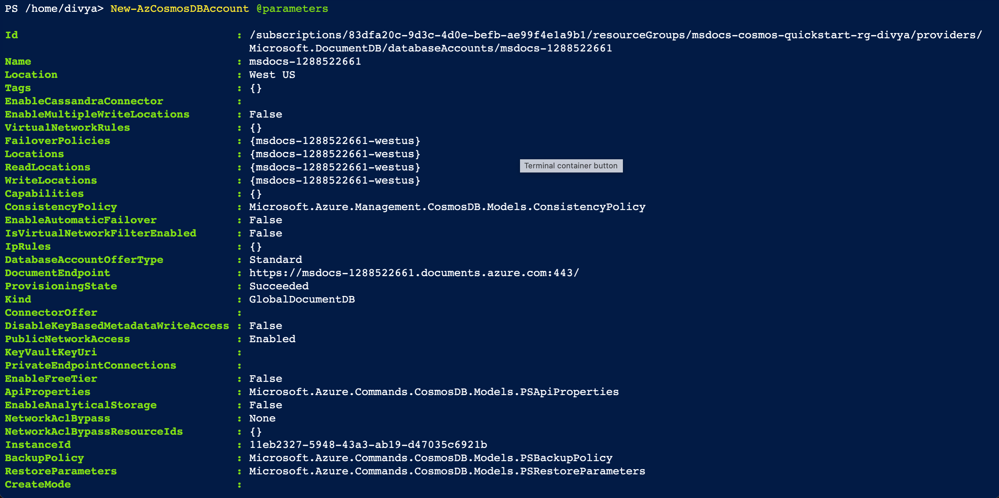 PS /home/divya> New-AzCosmosDBAccount @parameters
Id : /subscriptions/83dfa20c-9d3c-4d0e-befb-ae99f4e1a9b1/resourceGroups/msdocs-cosmos-quickstart-rg-divya/providers/
Microsoft.DocumentDB/databaseAccounts/msdocs-1288522661
Name : msdocs-1288522661
Location : West US
Tags : {}
EnableCassandraConnector :
EnableMultipleWriteLocations : False
VirtualNetworkRules : {}
FailoverPolicies : {msdocs-1288522661-westus}
Locations : {msdocs-1288522661-westus}
Terminal container button
ReadLocations : {msdocs-1288522661-westus}
WriteLocations : {msdocs-1288522661-westus}
Capabilities : {}
ConsistencyPolicy : Microsoft.Azure.Management.CosmosDB.Models.ConsistencyPolicy
EnableAutomaticFailover : False
IsVirtualNetworkFilterEnabled : False
IpRules : {}
DatabaseAccountOfferType : Standard
DocumentEndpoint : https://msdocs-1288522661.documents.azure.com:443/
ProvisioningState : Succeeded
Kind : GlobalDocumentDB
ConnectorOffer :
DisableKeyBasedMetadataWriteAccess : False
PublicNetworkAccess : Enabled
KeyVaultKeyUri :
PrivateEndpointConnections :
EnableFreeTier : False
ApiProperties : Microsoft.Azure.Commands.CosmosDB.Models.PSApiProperties
EnableAnalyticalStorage : False
NetworkAclBypass : None
NetworkAclBypassResourceIds : {}
InstanceId : 11eb2327-5948-43a3-ab19-d47035c6921b
BackupPolicy : Microsoft.Azure.Commands.CosmosDB.Models.PSBackupPolicy
RestoreParameters : Microsoft.Azure.Commands.CosmosDB.Models.PSRestoreParameters
CreateMode :